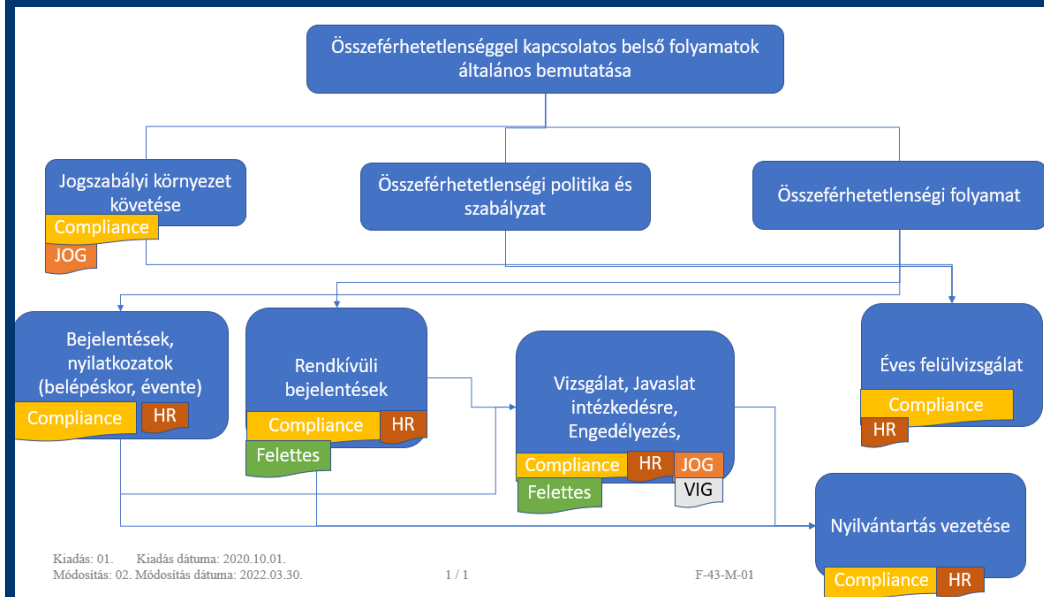 Összeférhetetlenséggel kapcsolatos belső folyamatok
általános bemutatása
Jogszabályi környezet
követése
Compliance
JOG
Összeférhetetlenségi politika és
szabályzat
Összeférhetetlenségi folyamat
Bejelentések,
nyilatkozatok
(belépéskor, évente)
Compliance
HR
Rendkívüli
bejelentések
Compliance
HR
Felettes
Vizsgálat, Javaslat
intézkedésre,
Engedélyezés,
Compliance
HR
JOG
Felettes
VIG
Éves felülvizsgálat
Compliance
HR
Nyilvántartás vezetése
Compliance
HR
Kiadás: 01. Kiadás dátuma: 2020.10.01.
Módosítás: 02. Módosítás dátuma: 2022.03.30.
1 / 1
F-43-M-01